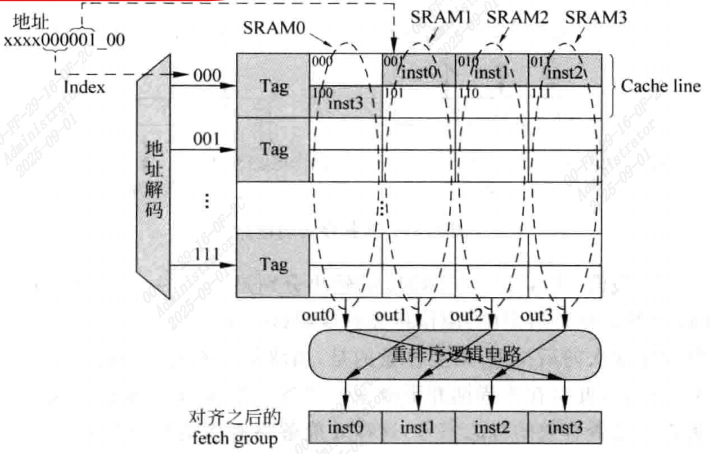 地址
xxxx000001_00
Index
SRAM0
SRAM1
SRAM2
SRAM3
000
Tag
000
001
inst0
010
inst1
011
inst2
100
inst3
101
110
111
Cache line
001
Tag
地址解码
...
...
111
Tag
out0
out1
out2
out3
重排序逻辑电路
对齐之后的
fetch group
inst0
inst1
inst2
inst3
Administrator
2025-09-01